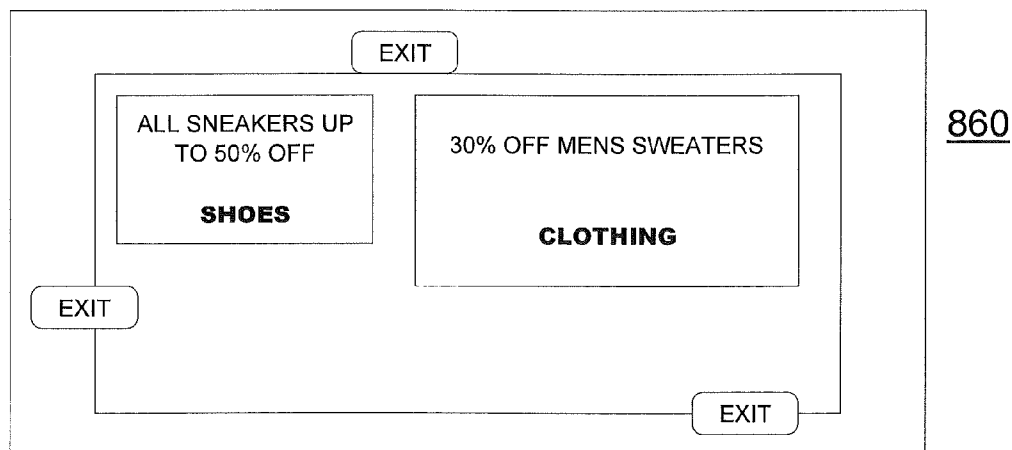 EXIT
ALL SNEAKERS UP
TO 50% OFF
SHOES
30% OFF MENS SWEATERS
CLOTHING
860
EXIT
EXIT